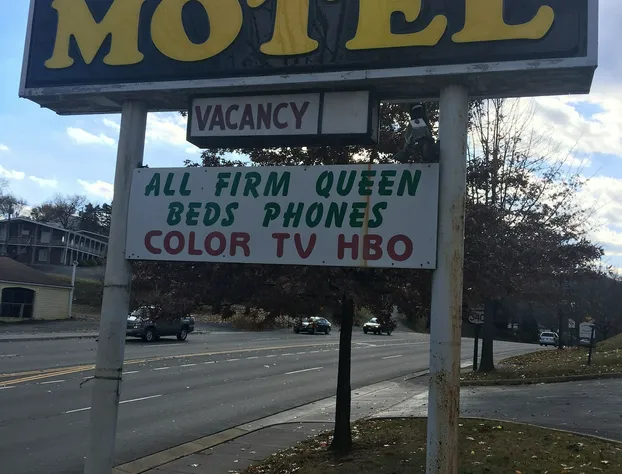 MOTEL
VACANCY
ALL FIRM QUEEN
BEDS PHONES
COLOR TV HBO